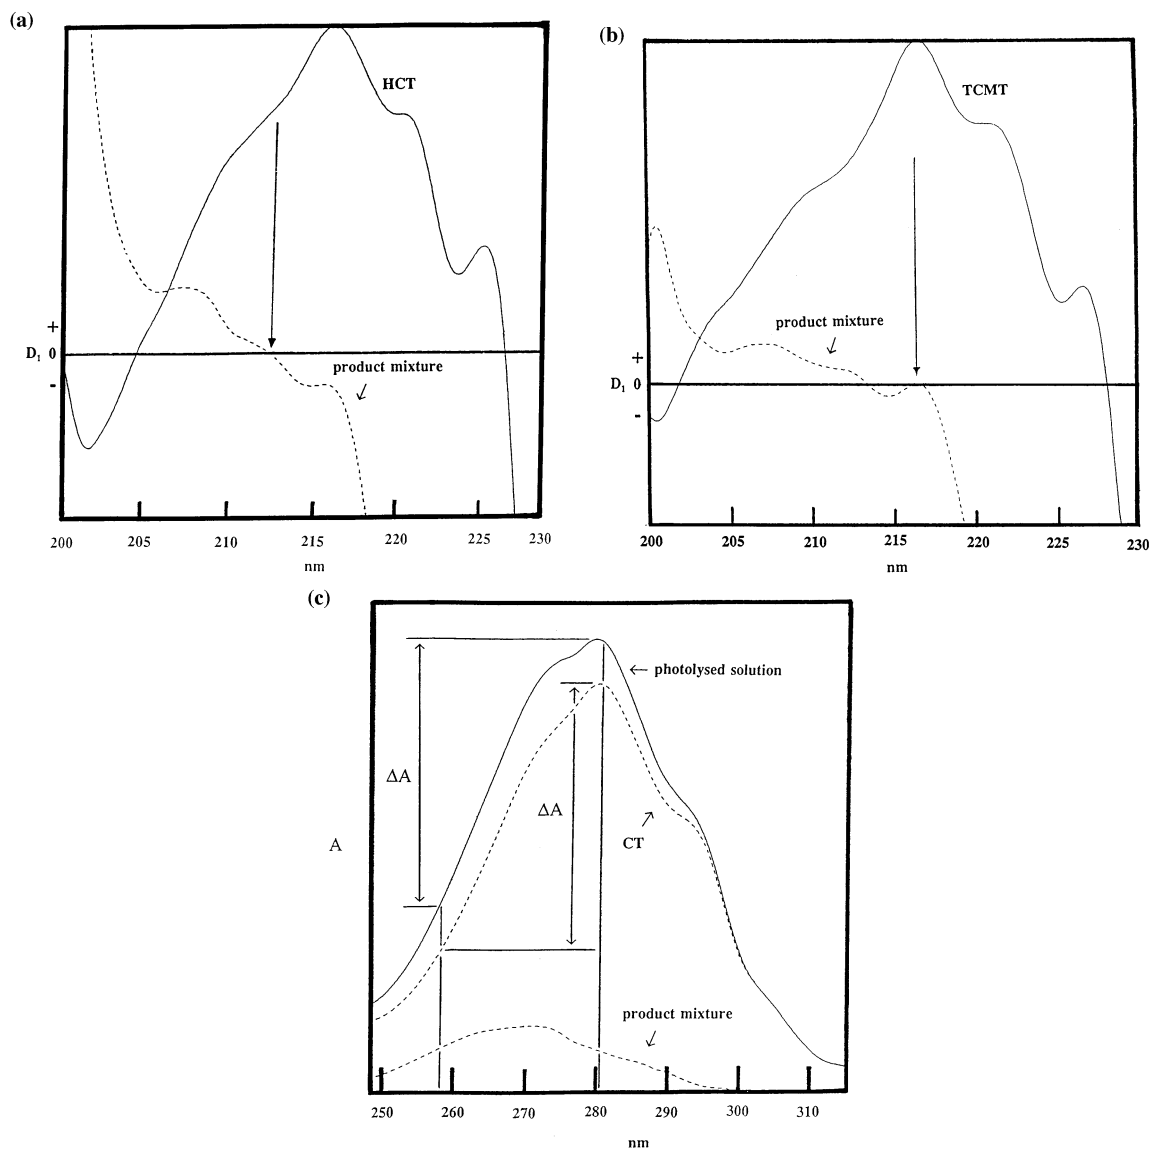 (a)
HCT
+
D₁ 0
-
product mixture
200 205 210 215 220 225 230
nm
(b)
TCMT
product mixture
+
D₁ 0
-
200 205 210 215 220 225 230
nm
(c)
photolysed solution
ΔA
ΔA
CT
A
product mixture
250 260 270 280 290 300 310
nm